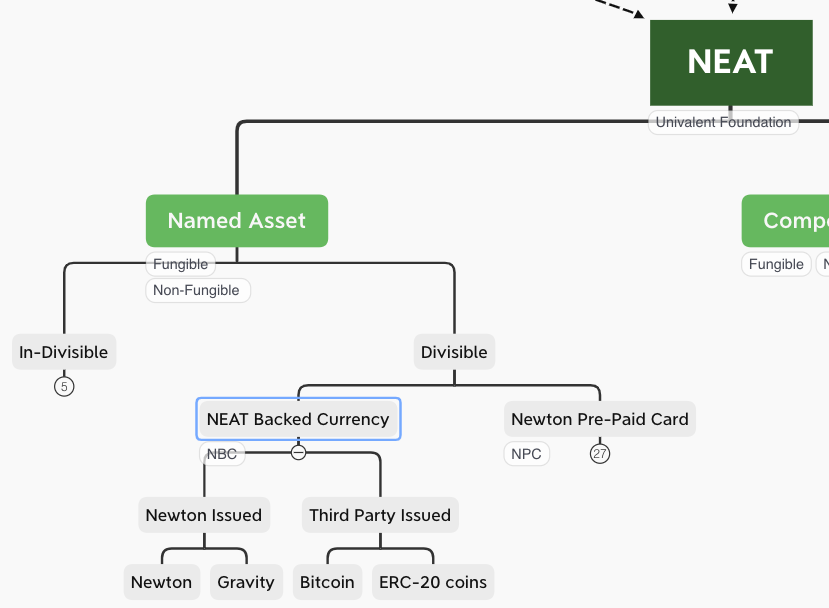 NEAT
Univalent Foundation
Named Asset
Fungible
Non-Fungible
Fungible
In-Divisible
5
Divisible
NEAT Backed Currency
NBC
Newton Pre-Paid Card
NPC
27
Newton Issued
Third Party Issued
Newton
Gravity
Bitcoin
ERC-20 coins